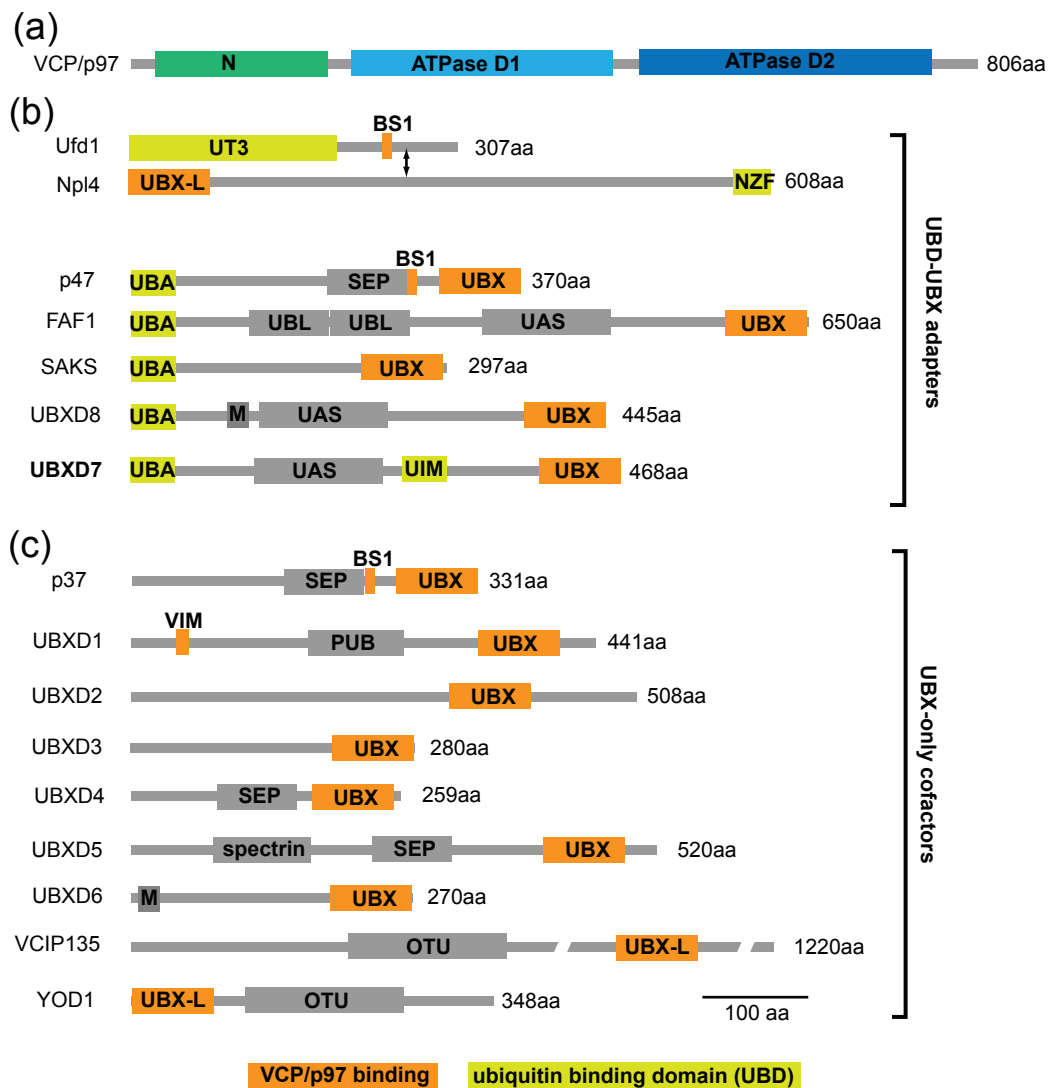 (a)
VCP/p97 N ATPase D1 ATPase D2 806aa
(b)
BS1
Ufd1 UT3 307aa
Npl4 UBX-L NZF 608aa
BS1
p47 UBA SEP UBX 370aa
FAF1 UBA UBL UBL UAS UBX 650aa
SAKS UBA UBX 297aa
UBXD8 UBA M UAS UBX 445aa
UBXD7 UBA UAS UIM UBX 468aa
UBD-UBX adapters
(c)
BS1
p37 SEP UBX 331aa
VIM
UBXD1 PUB UBX 441aa
UBXD2 UBX 508aa
UBXD3 UBX 280aa
UBXD4 SEP UBX 259aa
UBXD5 spectrin SEP UBX 520aa
UBXD6 M UBX 270aa
VCIP135 OTU UBX-L 1220aa
YOD1 UBX-L OTU 348aa
100 aa
UBX-only cofactors
VCP/p97 binding ubiquitin binding domain (UBD)